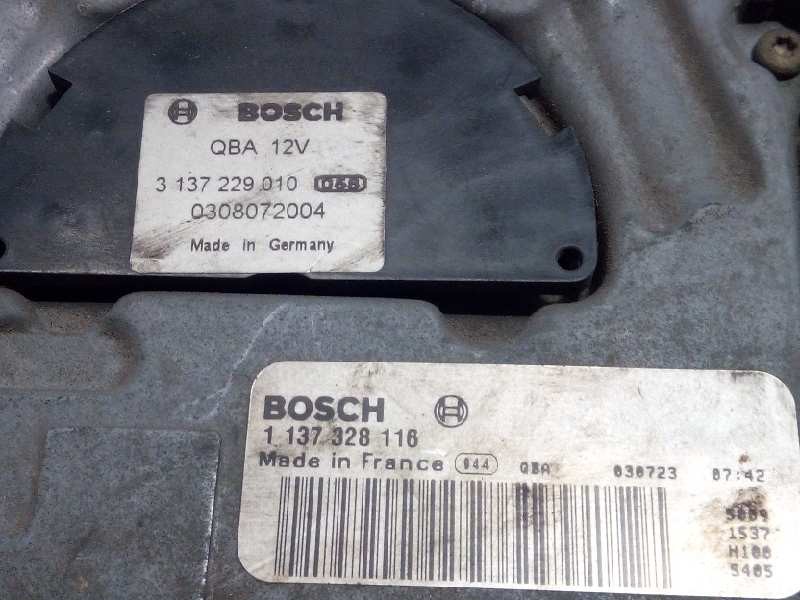 BOSCH
QBA 12V
3 137 229 010
0308072004
Made in Germany
BOSCH
1 137 328 116
Made in France 044 QBA 030723 07:42
1537
H100
5405